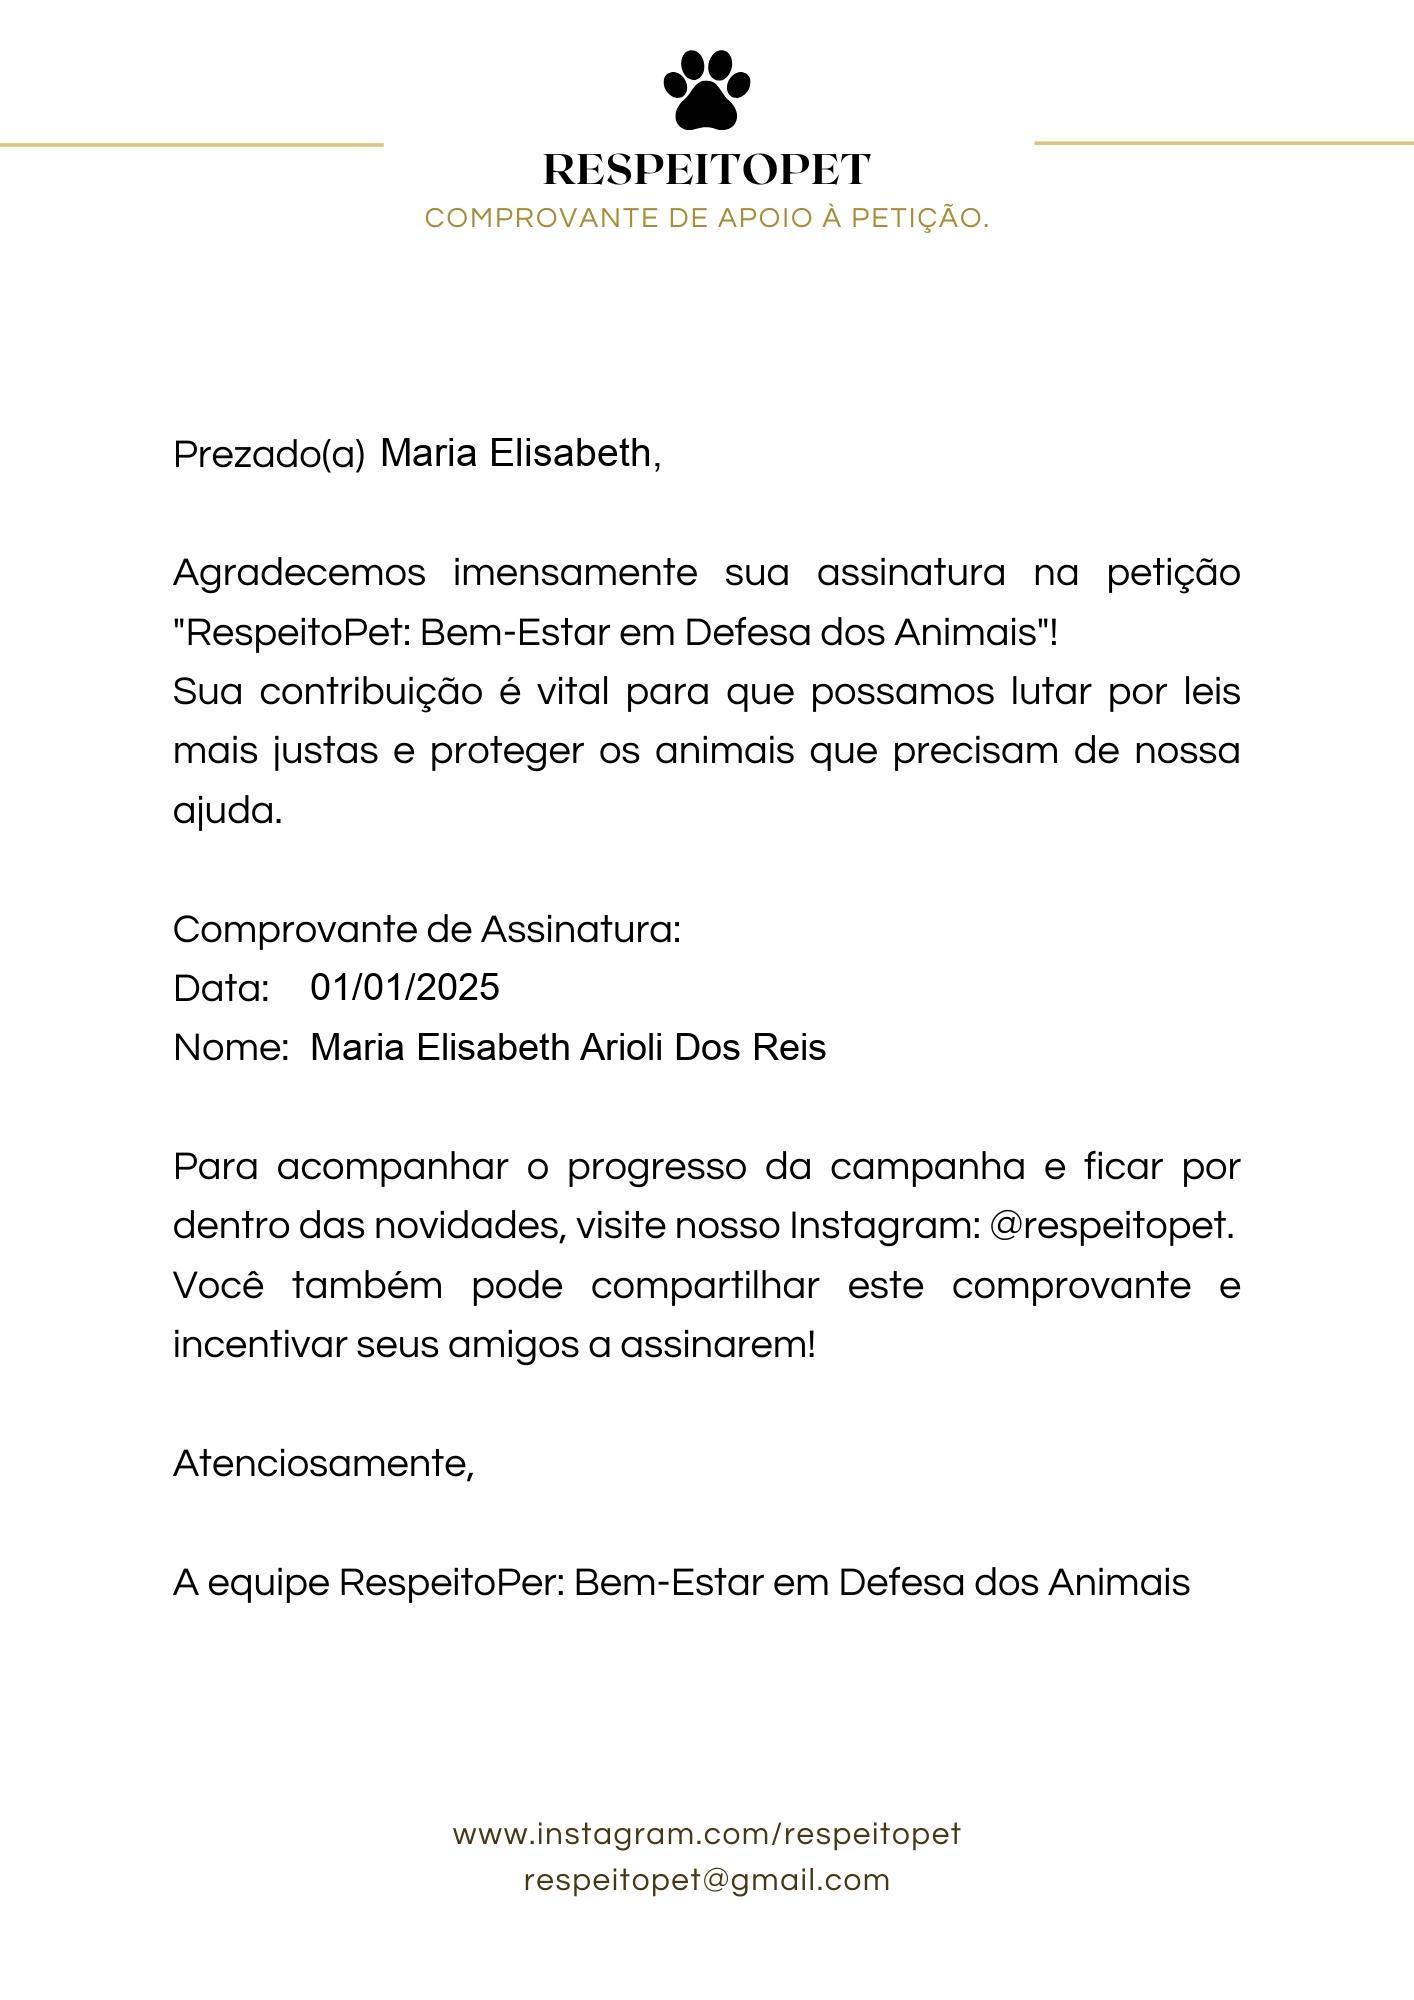 RESPEITOPET
COMPROVANTE DE APOIO À PETIÇÃO.
Prezado(a) Maria Elisabeth,
Agradecemos imensamente sua assinatura na petição
"RespeitoPet: Bem-Estar em Defesa dos Animais"!
Sua contribuição é vital para que possamos lutar por leis
mais justas e proteger os animais que precisam de nossa
ajuda.
Comprovante de Assinatura:
Data: 01/01/2025
Nome: Maria Elisabeth Arioli Dos Reis
Para acompanhar o progresso da campanha e ficar por
dentro das novidades, visite nosso Instagram: @respeitopet.
Você também pode compartilhar este comprovante e
incentivar seus amigos a assinarem!
Atenciosamente,
A equipe RespeitoPer: Bem-Estar em Defesa dos Animais
www.instagram.com/respeitopet
respeitopet@gmail.com